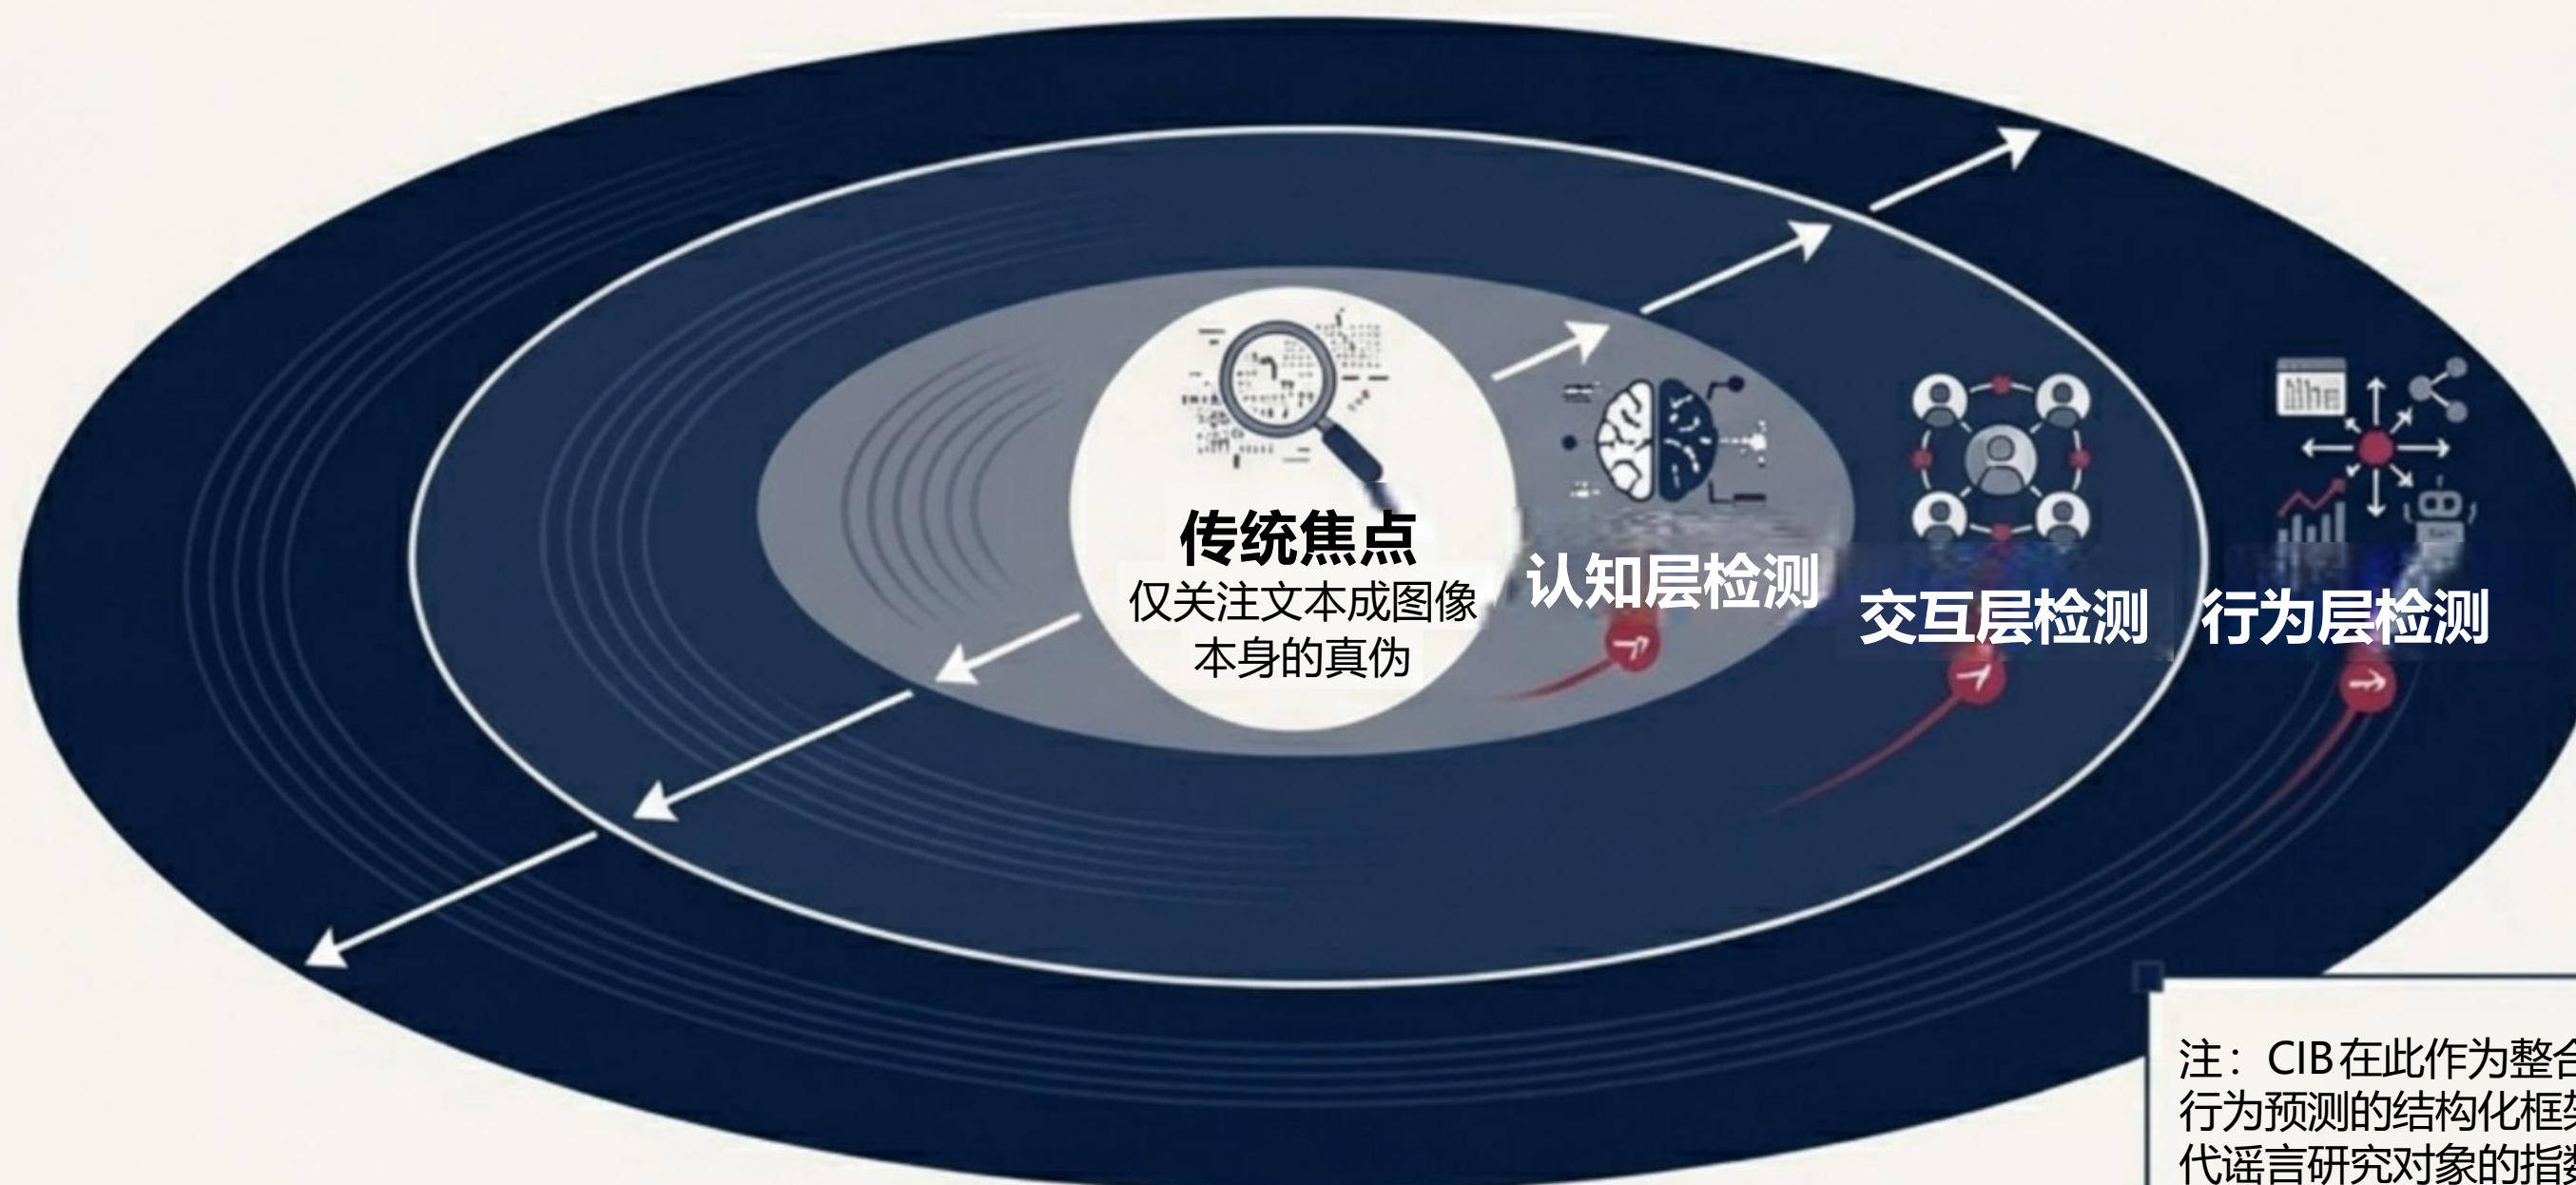 传统焦点
仅关注文本成图像
本身的真伪
认知层检测
交互层检测
行为层检测
注：CIB在此作为整合
行为预测的结构化框架
代谣言研究对象的指数